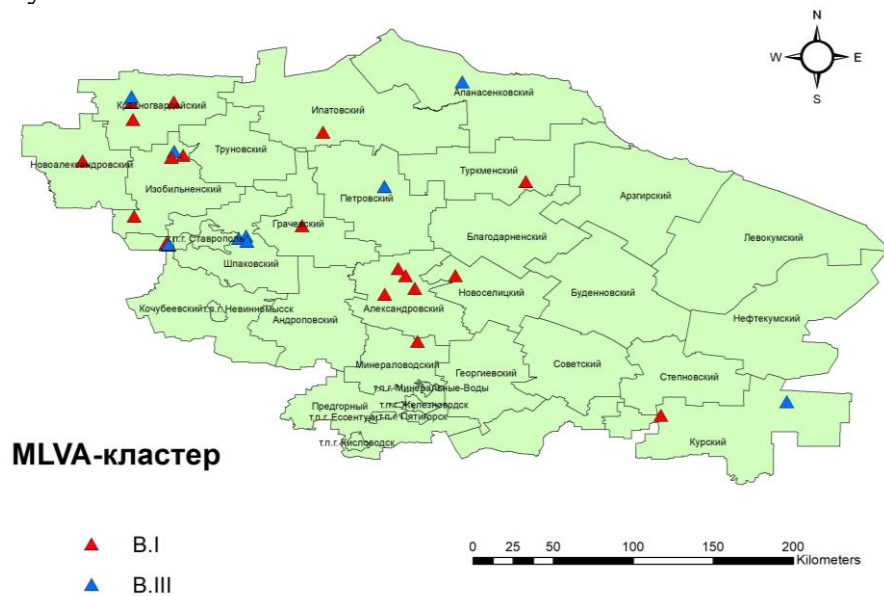 N
W E
S
Апанасенковский
Красногвардейский
Ипатовский
Труновский
Новоалександровский
Туркменский
Изобильненский
Петровский
Арзгирский
Грачевский
т.п.г. Ставрополь
Благодарненский
Левокумский
Шпаковский
Новоселицкий
Буденновский
Кочубеевский
т.п.г. Невинномысск
Александровский
Нефтекумский
Андроповский
Минераловодский
Георгиевский
Советский
Степновский
т.п.г. Минеральные-Воды
Предгорный
т.п.г. Железноводск
т.п.г. Ессентуки
т.п.г. Пятигорск
т.п.г. Кисловодск
Курский
MLVA-кластер
B.I
B.III
0 25 50 100 150 200
Kilometers